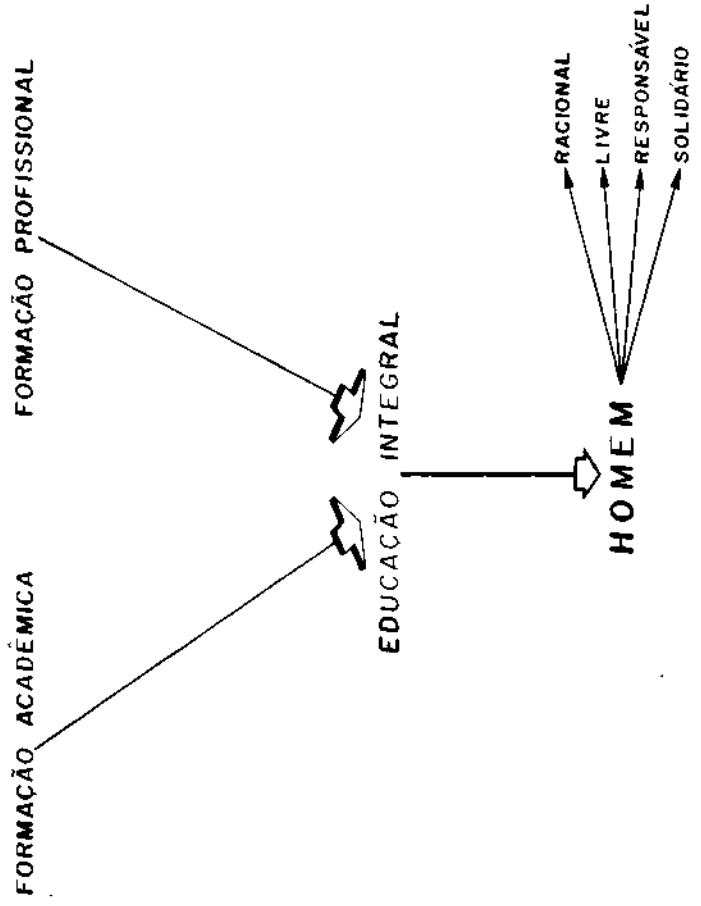 FORMAÇÃO ACADÊMICA
FORMAÇÃO PROFISSIONAL
EDUCAÇÃO INTEGRAL
HOMEM
RACIONAL
LIVRE
RESPONSÁVEL
SOLIDÁRIO